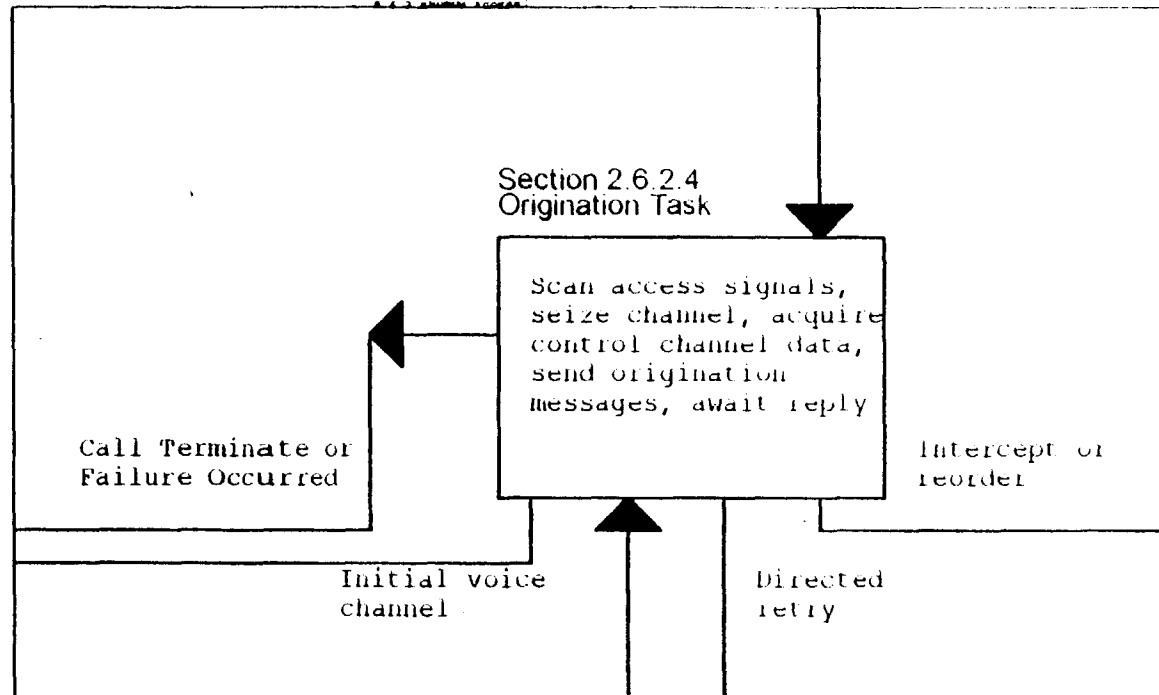 Section 2.6.2.4
Origination Task
Scan access signals,
seize channel, acquire
control channel data,
send origination
messages, await reply
Call Terminate or
Failure Occurred
Intercept or
reorder
Initial voice
channel
Directed
retry